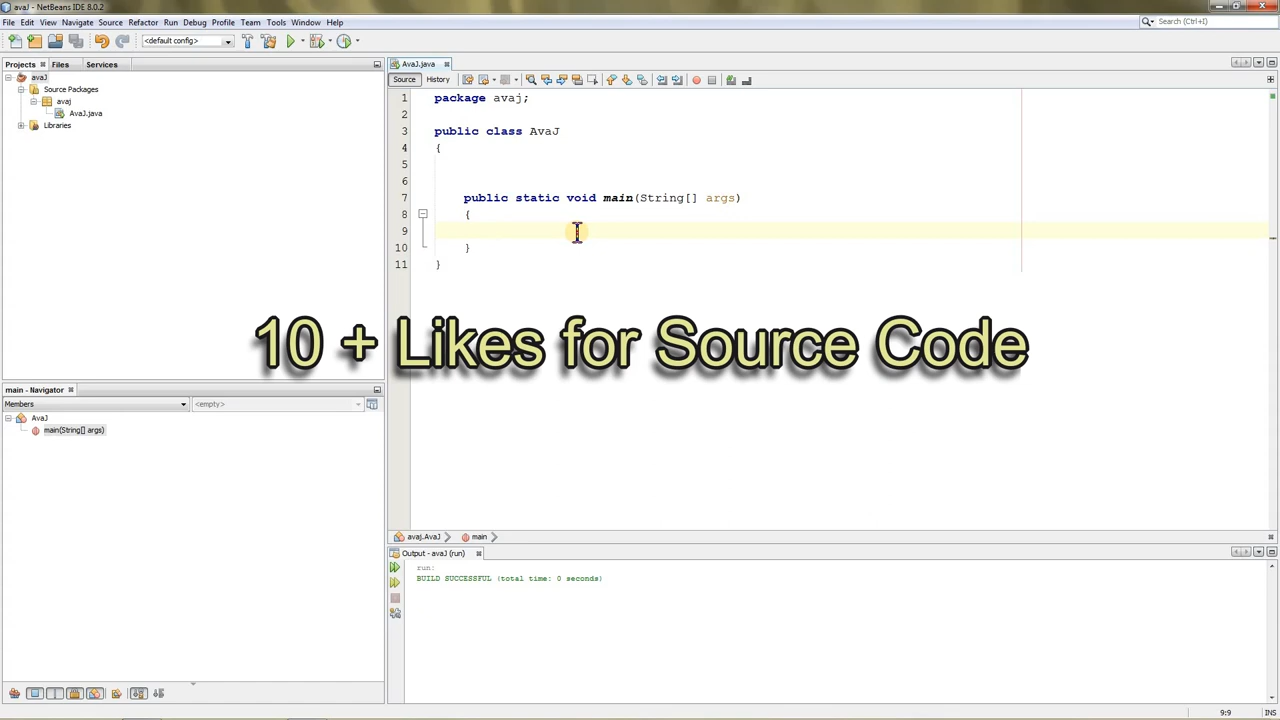 avaJ - NetBeans IDE 8.0.2
File Edit View Navigate Source Refactor Run Debug Profile Team Tools Window Help
Search (Ctrl+I)
<default config>
Projects Files Services
AvaJ.java
avaJ
Source Packages
avaj
AvaJ.java
Libraries
Source History
1 package avaj;
2
3 public class AvaJ
4 {
5
6
7 public static void main(String[] args)
8 {
9
10 }
11 }
10 + Likes for Source Code
main - Navigator
Members <empty>
AvaJ
main(String[] args)
avaj.AvaJ main
Output - avaJ (run)
run:
BUILD SUCCESSFUL (total time: 0 seconds)
9:9 INS